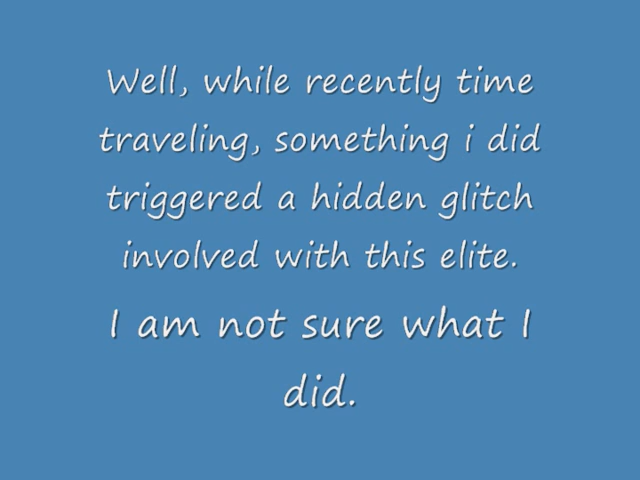 Well, while recently time
traveling, something i did
triggered a hidden glitch
involved with this elite.
I am not sure what I
did.